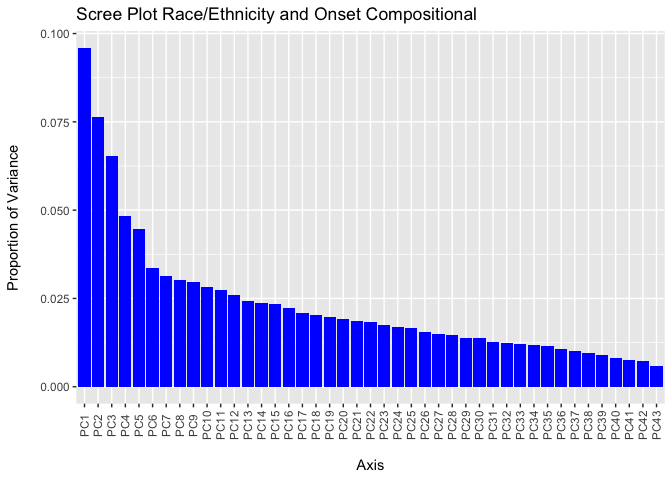 Scree Plot Race/Ethnicity and Onset Compositional
Proportion of Variance
0.100
0.075
0.050
0.025
0.000
PC1
PC2
PC3
PC4
PC5
PC6
PC7
PC8
PC9
PC10
PC11
PC12
PC13
PC14
PC15
PC16
PC17
PC18
PC19
PC20
PC21
PC22
PC23
PC24
PC25
PC26
PC27
PC28
PC29
PC30
PC31
PC32
PC33
PC34
PC35
PC36
PC37
PC38
PC39
PC40
PC41
PC42
PC43
Axis